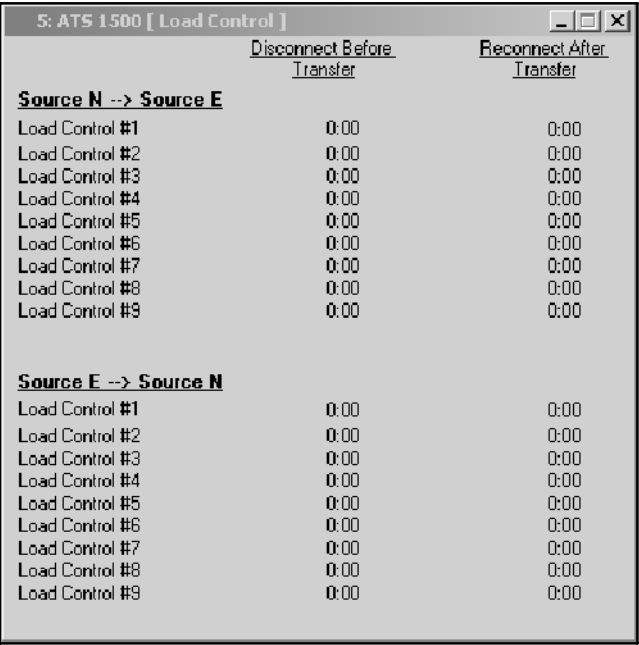 5: ATS 1500 [ Load Control ]
Disconnect Before Transfer Reconnect After Transfer
Source N --> Source E
Load Control #1 0:00 0:00
Load Control #2 0:00 0:00
Load Control #3 0:00 0:00
Load Control #4 0:00 0:00
Load Control #5 0:00 0:00
Load Control #6 0:00 0:00
Load Control #7 0:00 0:00
Load Control #8 0:00 0:00
Load Control #9 0:00 0:00
Source E --> Source N
Load Control #1 0:00 0:00
Load Control #2 0:00 0:00
Load Control #3 0:00 0:00
Load Control #4 0:00 0:00
Load Control #5 0:00 0:00
Load Control #6 0:00 0:00
Load Control #7 0:00 0:00
Load Control #8 0:00 0:00
Load Control #9 0:00 0:00